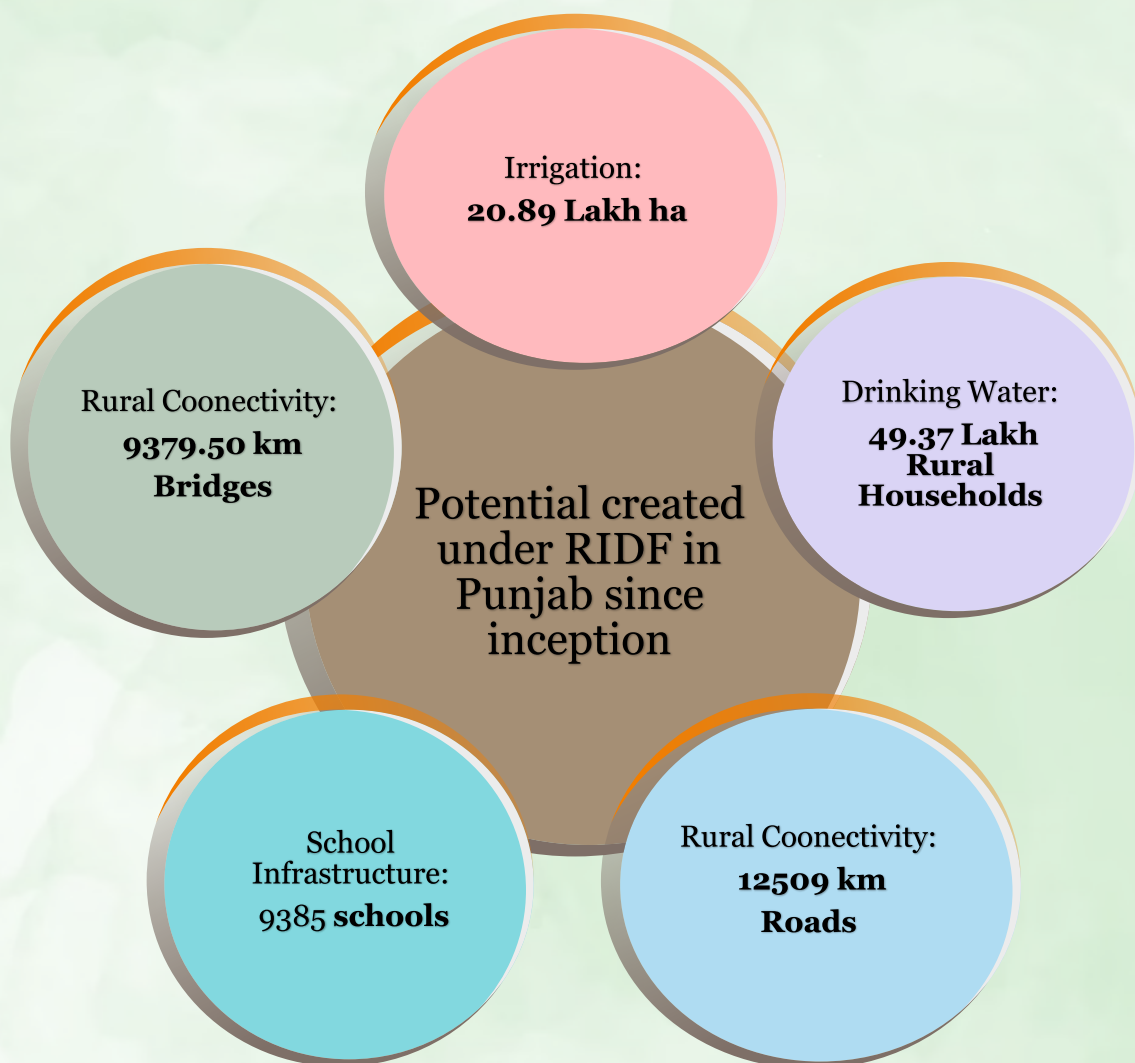 Irrigation:
20.89 Lakh ha
Drinking Water:
49.37 Lakh
Rural
Households
Rural Coonectivity:
12509 km
Roads
School
Infrastructure:
9385 schools
Rural Coonectivity:
9379.50 km
Bridges
Potential created
under RIDF in
Punjab since
inception